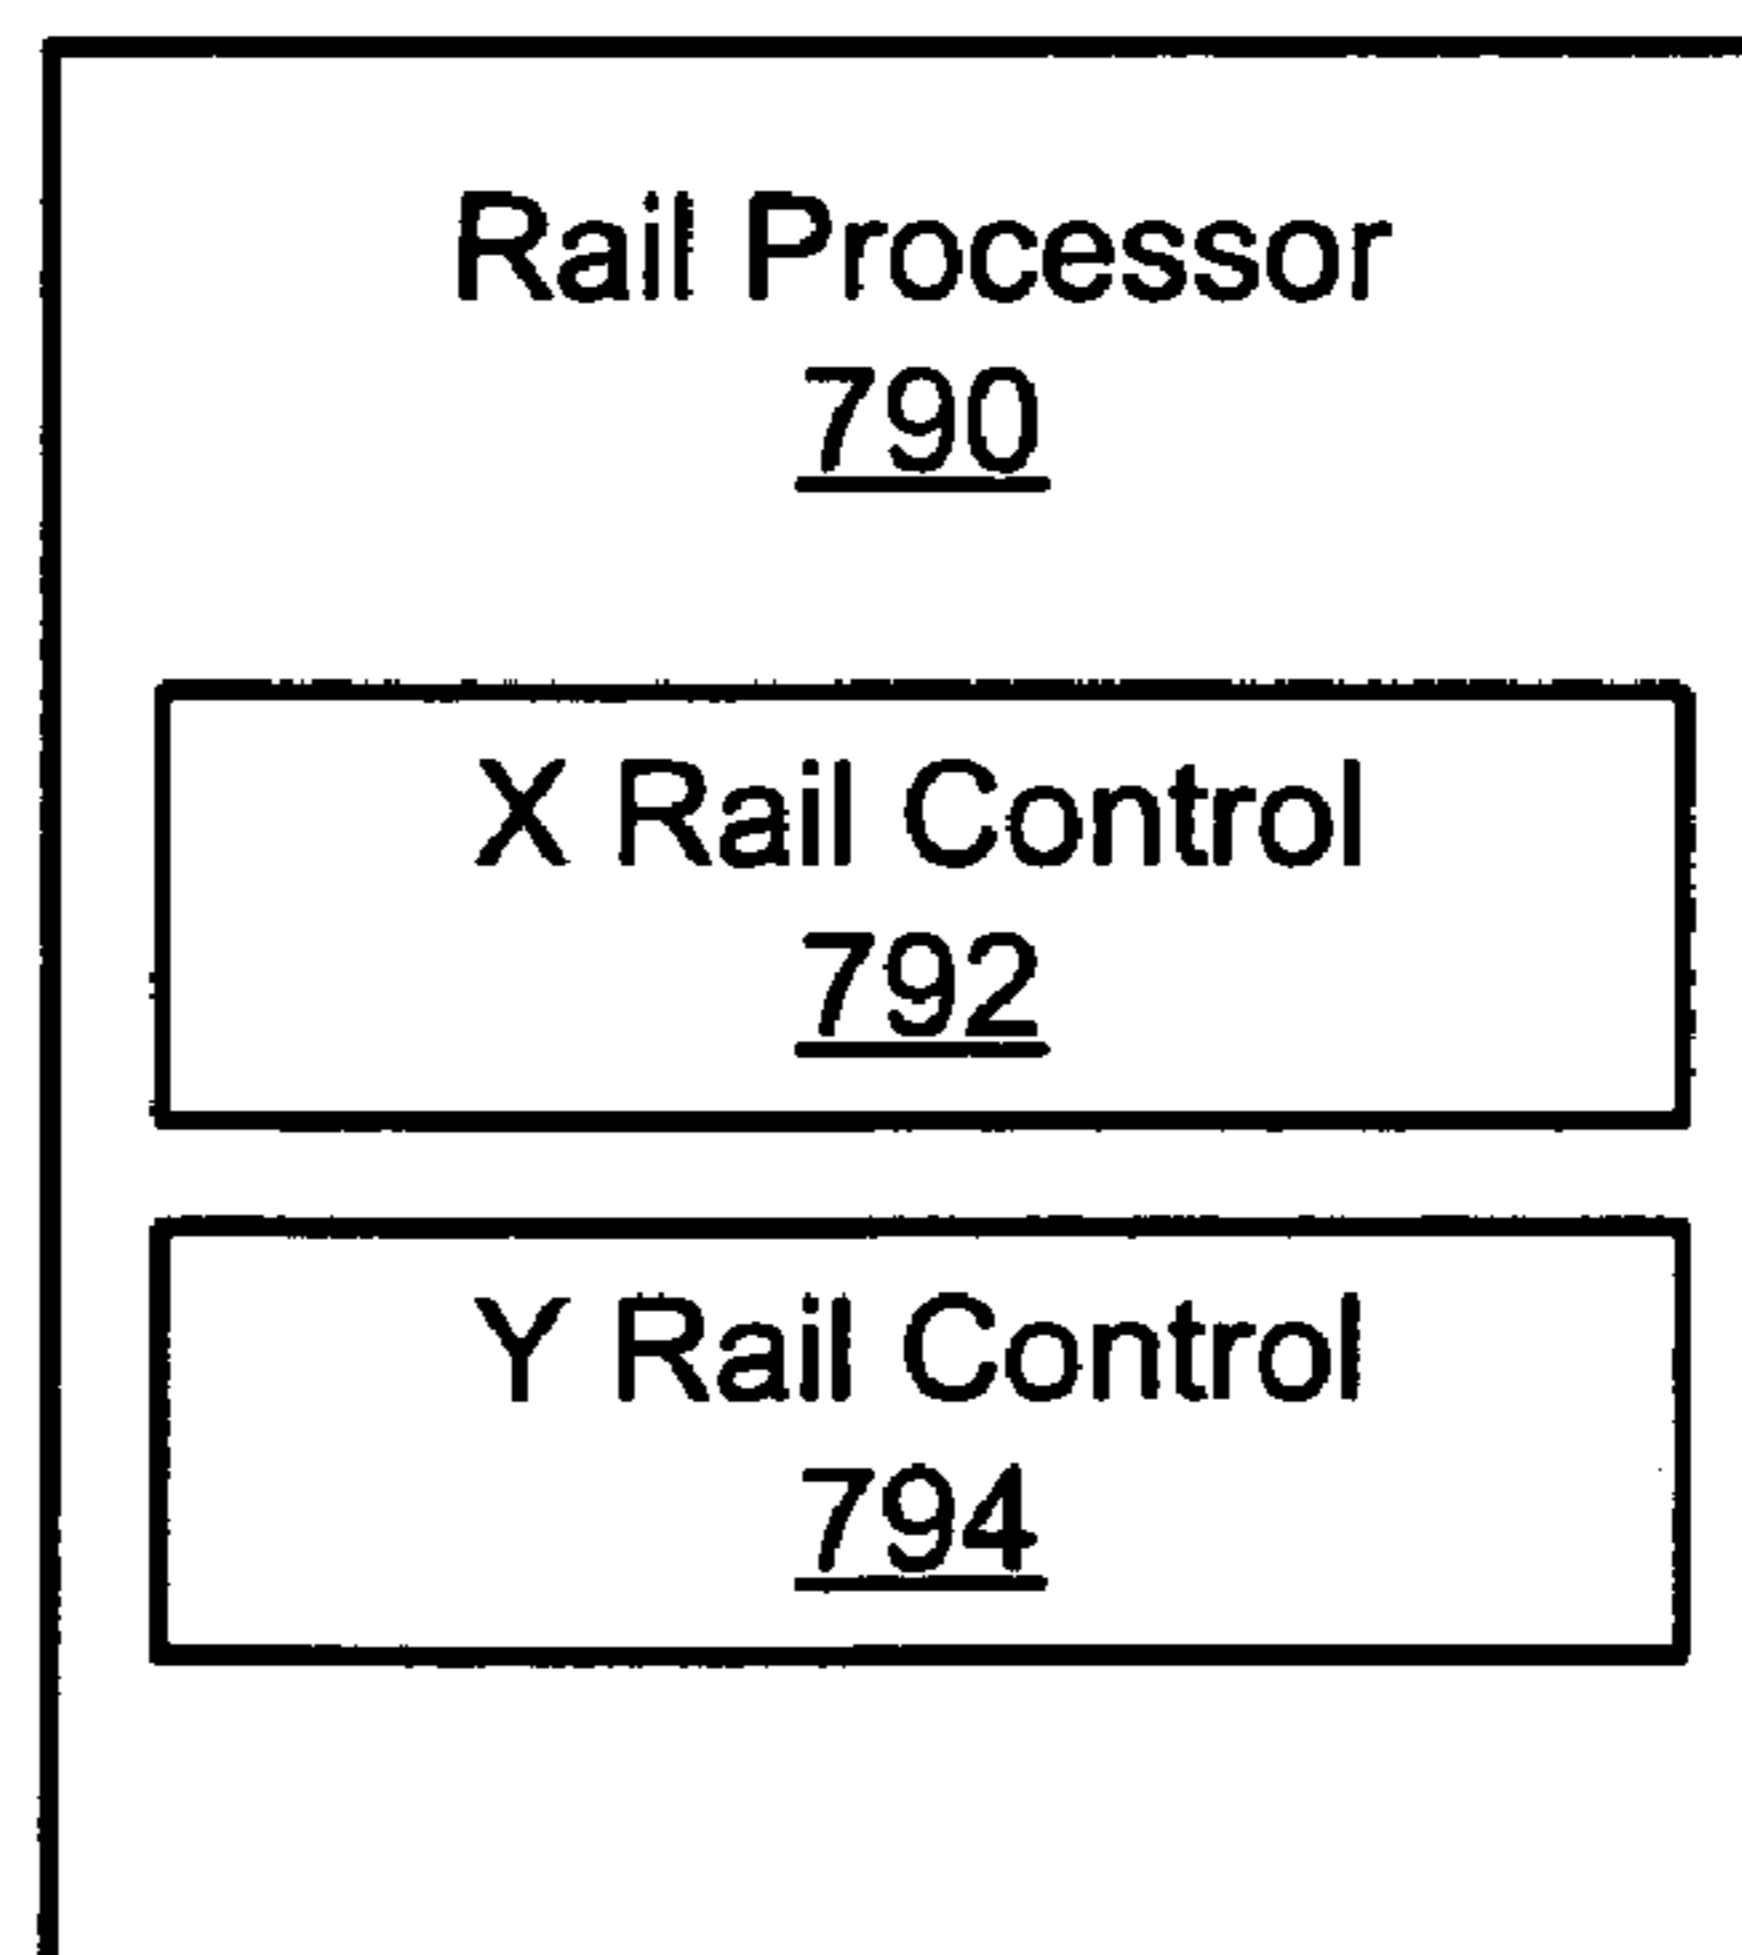 Rail Processor
790
X Rail Control
792
Y Rail Control
794